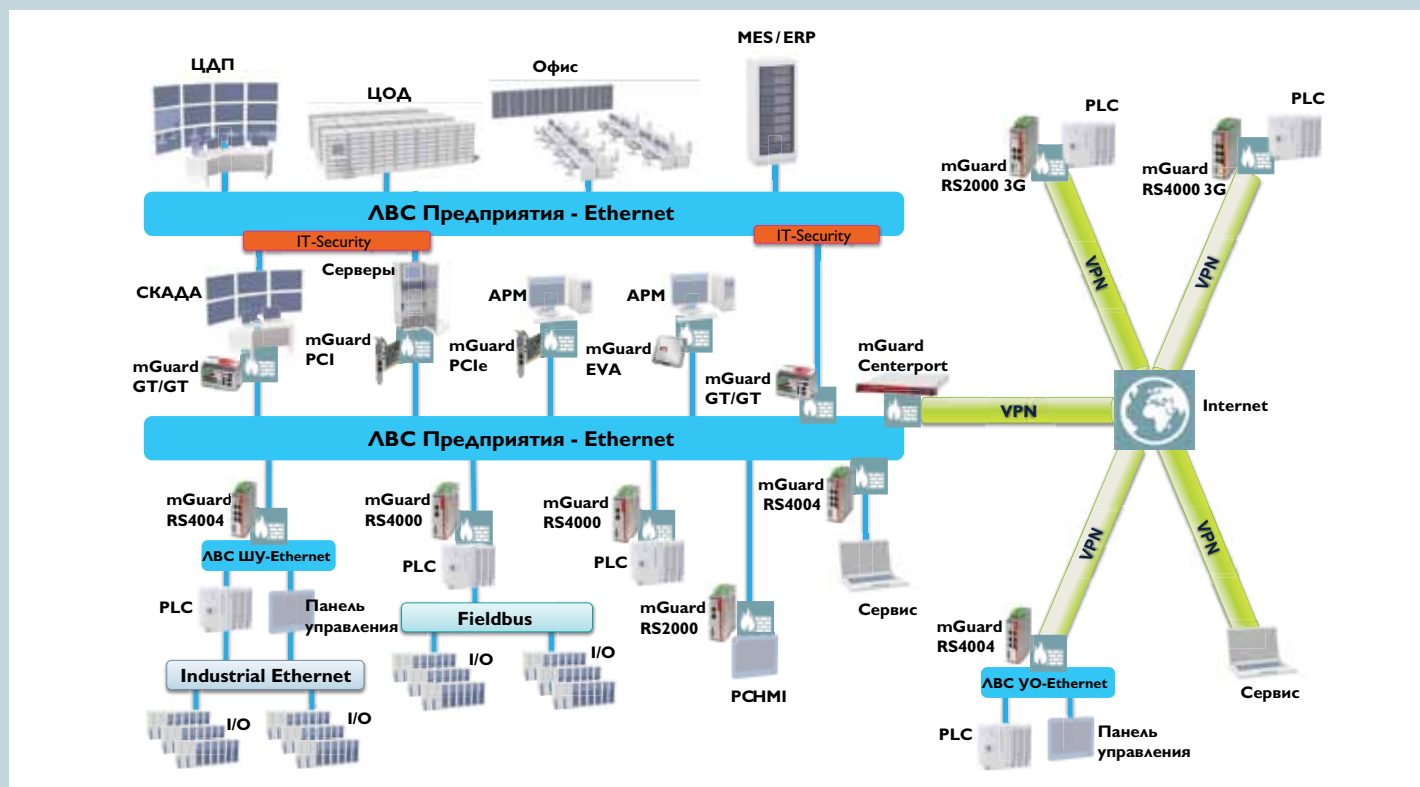 MES / ERP
ЦДП
Офис
ЦОД
PLC
PLC
mGuard
RS2000 3G
mGuard
RS4000 3G
ЛВС Предприятия - Ethernet
IT-Security
IT-Security
Серверы
СКАДА
АРМ
АРМ
VPN
VPN
mGuard
PCI
mGuard
PCIe
mGuard
EVA
mGuard
GT/GT
mGuard
GT/GT
mGuard
Centerport
VPN
Internet
ЛВС Предприятия - Ethernet
mGuard
RS4004
mGuard
RS4000
mGuard
RS4000
mGuard
RS4004
ЛВС ШУ-Ethernet
PLC
PLC
VPN
VPN
PLC
Панель
управления
Fieldbus
mGuard
RS2000
Сервис
mGuard
RS4004
I/O
I/O
Industrial Ethernet
PCHMI
ЛВС УО-Ethernet
Сервис
I/O
I/O
PLC
Панель
управления